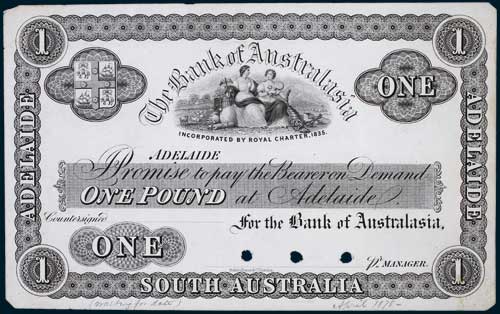 1
1
The Bank of Australasia
ONE
INCORPORATED BY ROYAL CHARTER, 1835.
ADELAIDE
ADELAIDE
ADELAIDE
Promise to pay the Bearer on Demand
ONE POUND at Adelaide.
Countersigned
For the Bank of Australasia,
ONE
MANAGER.
1
SOUTH AUSTRALIA
1
April 1878